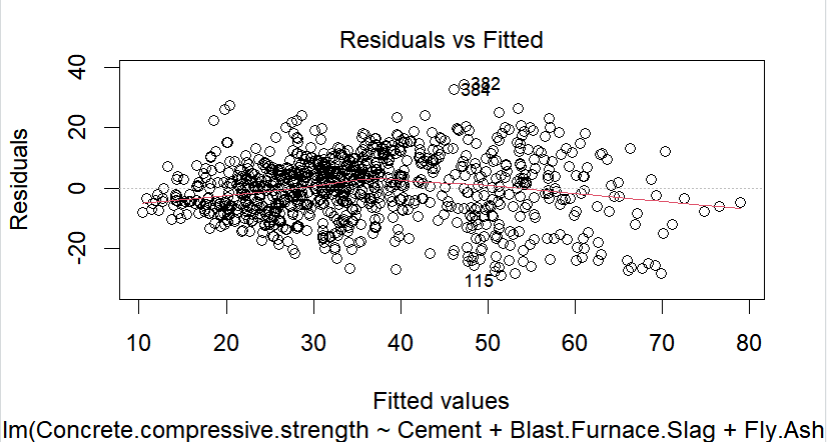 Residuals vs Fitted
Residuals
40
20
0
-20
382
384
115
10 20 30 40 50 60 70 80
Fitted values
lm(Concrete.compressive.strength ~ Cement + Blast.Furnace.Slag + Fly.Ash